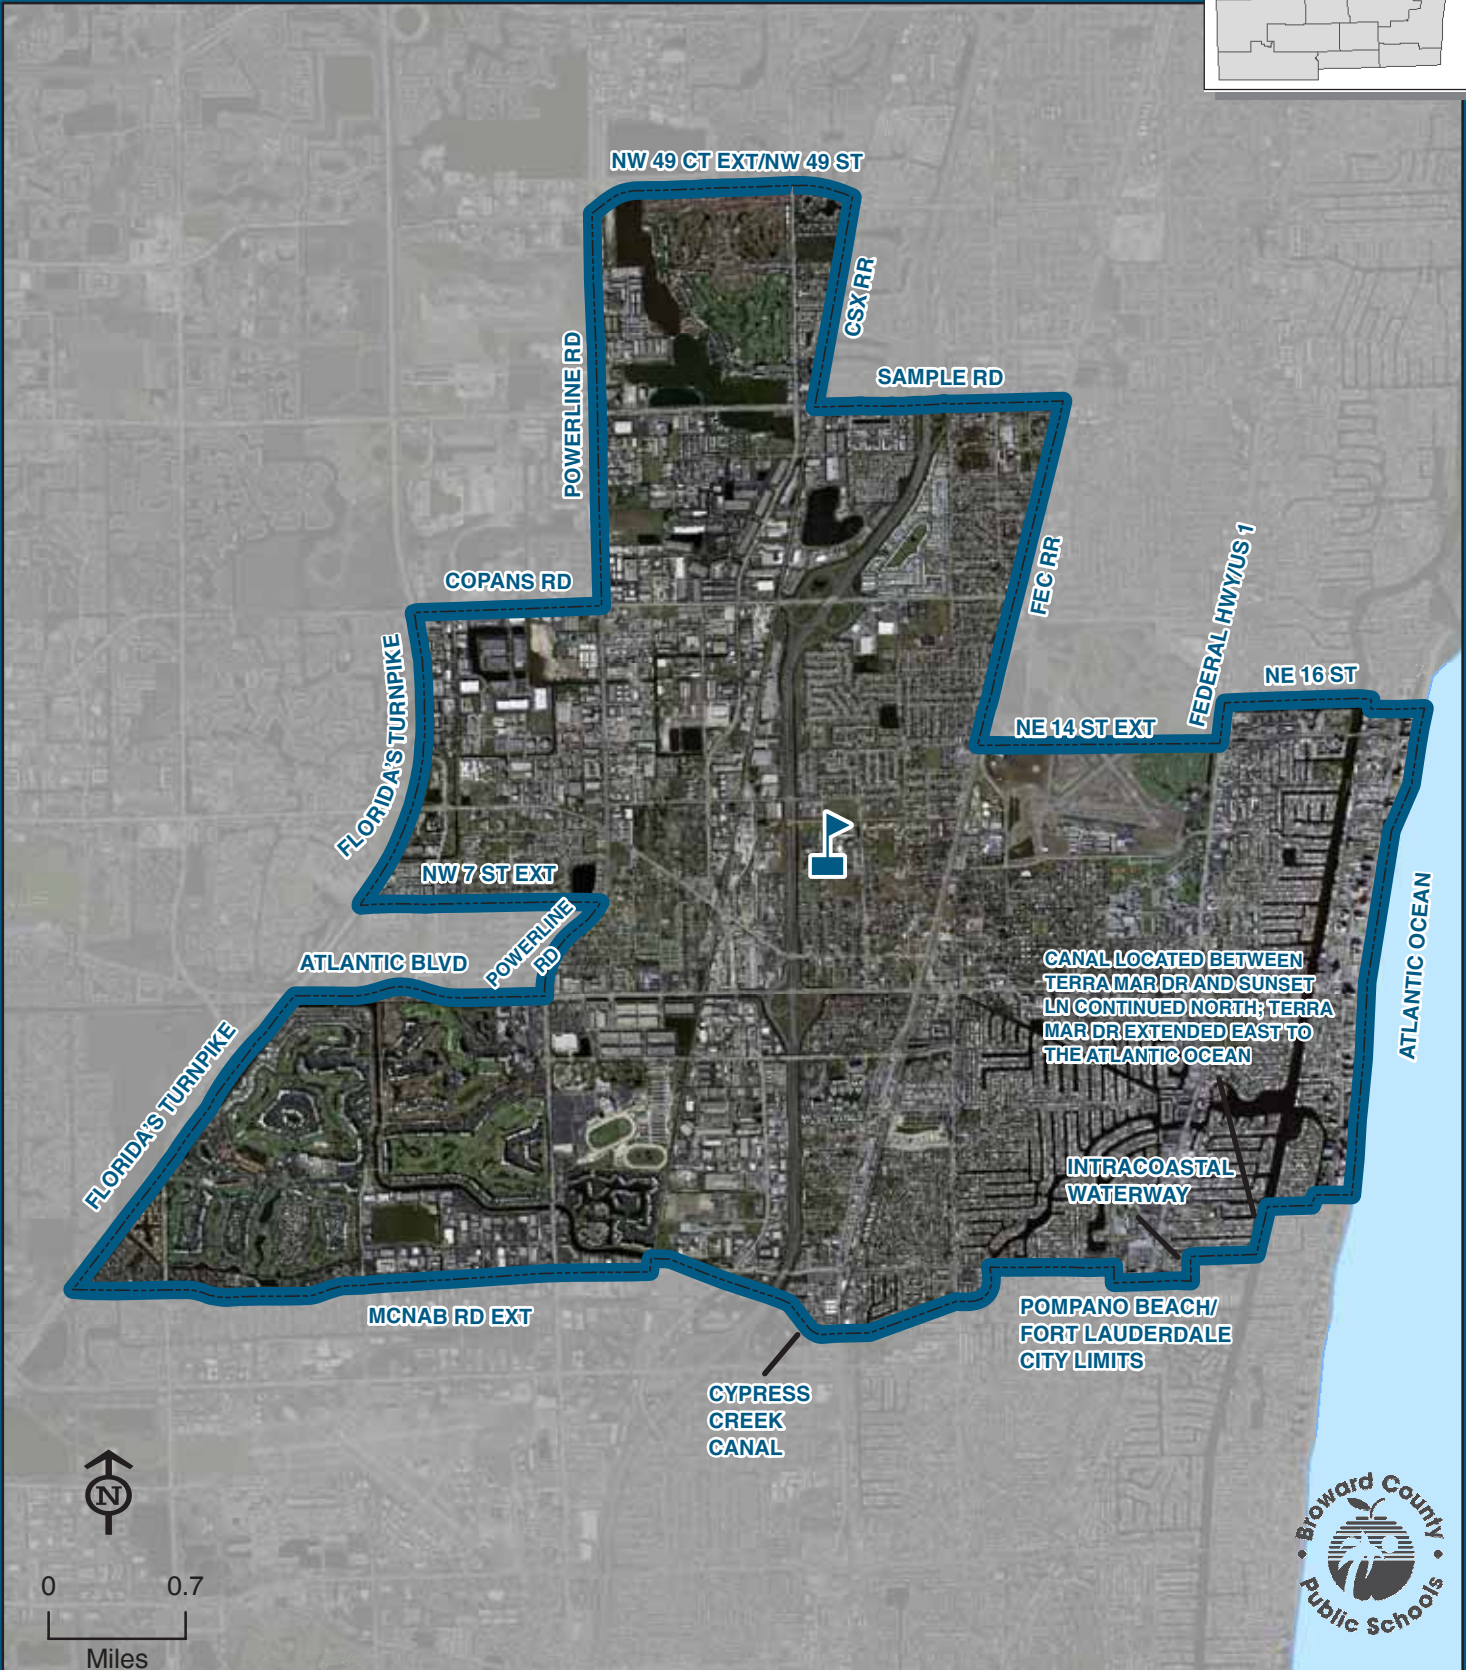 NW 49 CT EXT/NW 49 ST
CSX RR
SAMPLE RD
POWERLINE RD
FEC RR
FEDERAL HWY/US 1
COPANS RD
NE 16 ST
FLORIDA'S TURNPIKE
NE 14 ST EXT
NW 7 ST EXT
POWERLINE
RD
ATLANTIC BLVD
ATLANTIC OCEAN
CANAL LOCATED BETWEEN
TERRA MAR DR AND SUNSET
LN CONTINUED NORTH; TERRA
MAR DR EXTENDED EAST TO
THE ATLANTIC OCEAN
FLORIDA'S TURNPIKE
INTRACOASTAL
WATERWAY
MCNAB RD EXT
POMPANO BEACH/
FORT LAUDERDALE
CITY LIMITS
CYPRESS
CREEK
CANAL
N
0 0.7
Miles
Broward County
• •
Public Schools